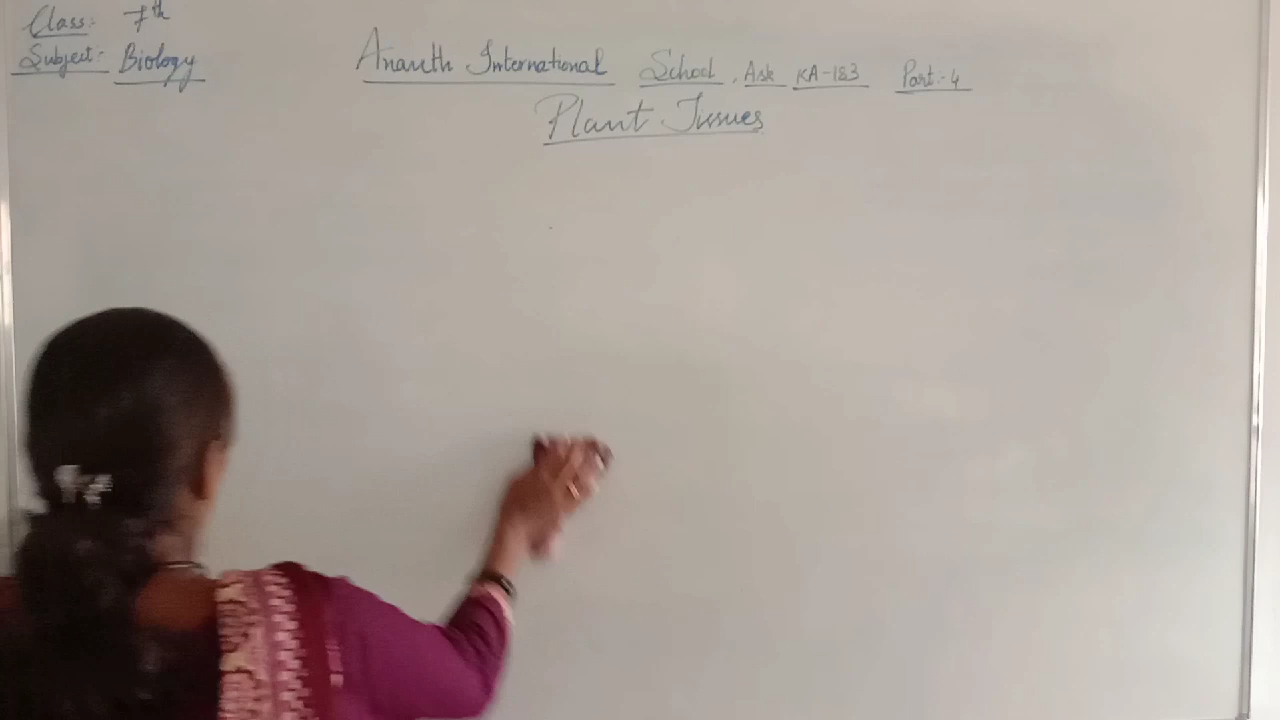 Class:- 7th
Subject:- Biology
Ananth International School, Ask KA-183 Part:-4
Plant Tissues